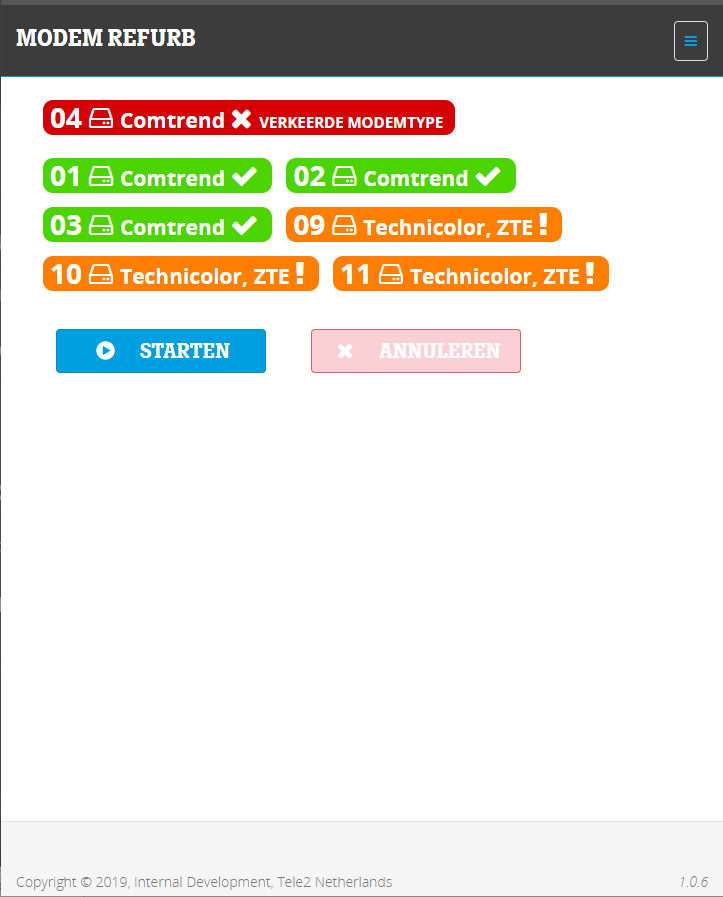 MODEM REFURB
04 Comtrend VERKEERDE MODEMTYPE
01 Comtrend 02 Comtrend
03 Comtrend 09 Technicolor, ZTE !
10 Technicolor, ZTE ! 11 Technicolor, ZTE !
STARTEN ANNULEREN
Copyright © 2019, Internal Development, Tele2 Netherlands 1.0.6